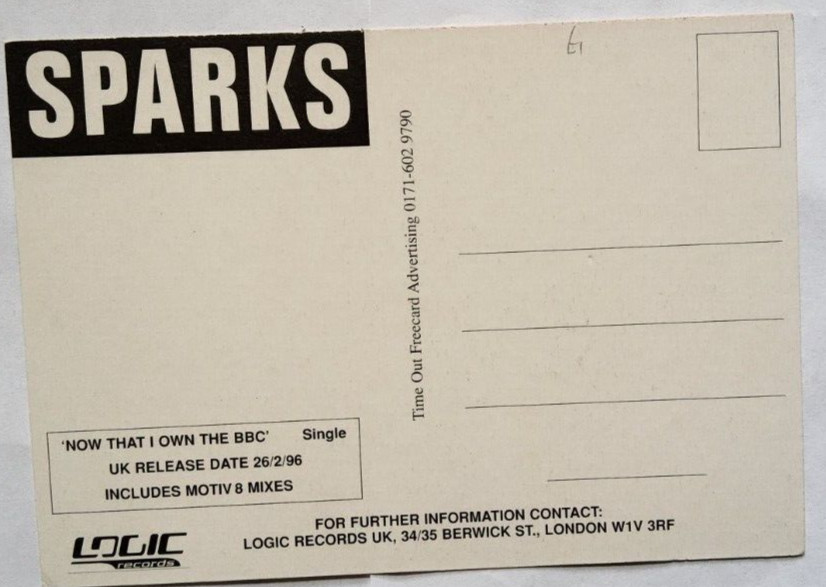 SPARKS
£1
Time Out Freecard Advertising 0171-602 9790
'NOW THAT I OWN THE BBC' Single
UK RELEASE DATE 26/2/96
INCLUDES MOTIV 8 MIXES
LOGIC
records
FOR FURTHER INFORMATION CONTACT:
LOGIC RECORDS UK, 34/35 BERWICK ST., LONDON W1V 3RF